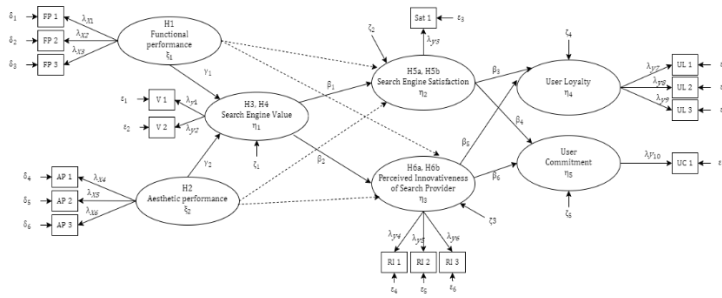 δ₁ FP 1 λx1
δ₂ FP 2 λx2
δ₃ FP 3 λx3
H1
Functional
performance
ξ₁
Sat 1 ε₃
λy3
ζ₂
γ₁
ε₁ V 1 λy1
ε₂ V 2 λy2
H3, H4
Search Engine Value
η₁
ζ₁
β₁
β₂
H5a, H5b
Search Engine Satisfaction
η₂
β₃
β₄
ζ₄
User Loyalty
η₄
λy7 UL 1
λy8 UL 2
λy9 UL 3
γ₂
δ₄ AP 1 λx4
δ₅ AP 2 λx5
δ₆ AP 3 λx6
H2
Aesthetic performance
ξ₂
H6a, H6b
Perceived Innovativeness
of Search Provider
η₃
β₅
β₆
ζ3
User
Commitment
η₅
λy10 UC 1
ζ₅
λy4 λy5 λy6
RI 1 RI 2 RI 3
ε₄ ε₅ ε₆